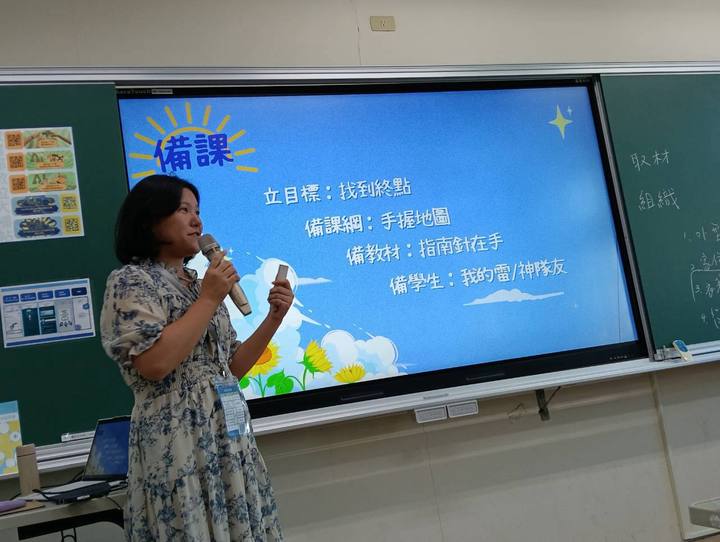 備課
立目標：找到終點
備課綱：手握地圖
備教材：指南針在手
備學生：我的雷/神隊友
取材
組織